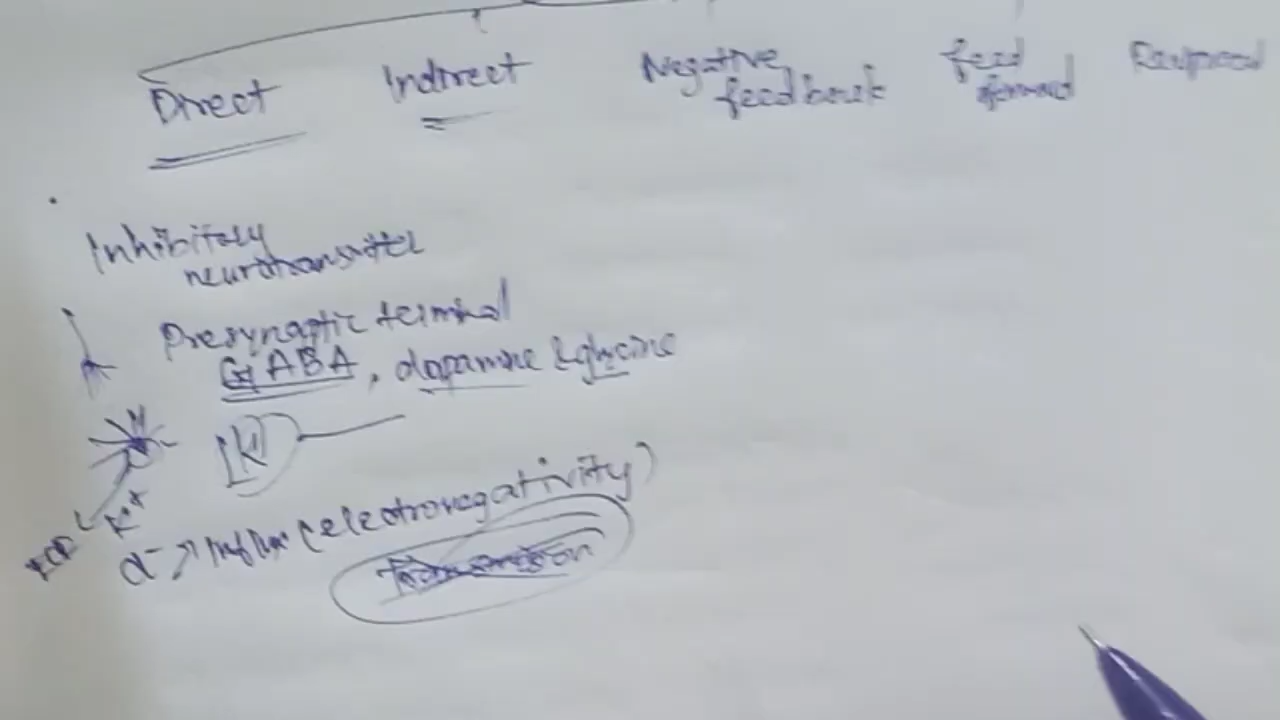 Direct
Indirect
Negative
feedback
feed
forward
Reciprocal
Inhibitory
neurotransmitter
Presynaptic terminal
GABA, dopamine & glycine
K⁺
Cl⁻ → Influx (electronegativity)